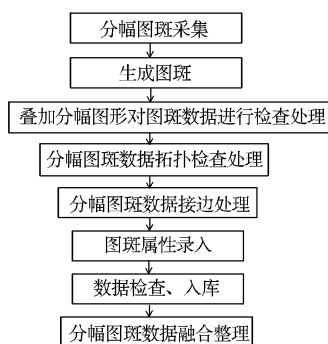 分幅图斑采集
生成图斑
叠加分幅图形对图斑数据进行检查处理
分幅图斑数据拓扑检查处理
分幅图斑数据接边处理
图斑属性录入
数据检查、入库
分幅图斑数据融合整理